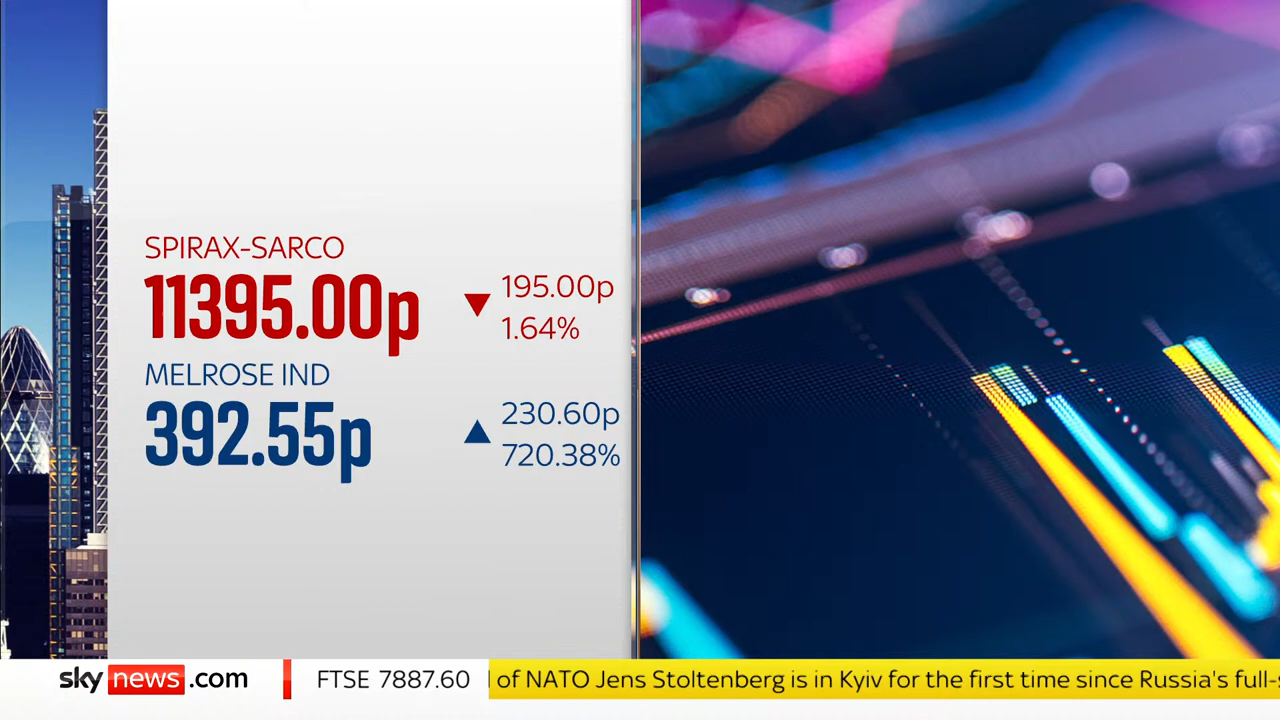 SPIRAX-SARCO
11395.00p
195.00p
1.64%
MELROSE IND
392.55p
230.60p
720.38%
sky news.com
FTSE 7887.60
of NATO Jens Stoltenberg is in Kyiv for the first time since Russia's full-